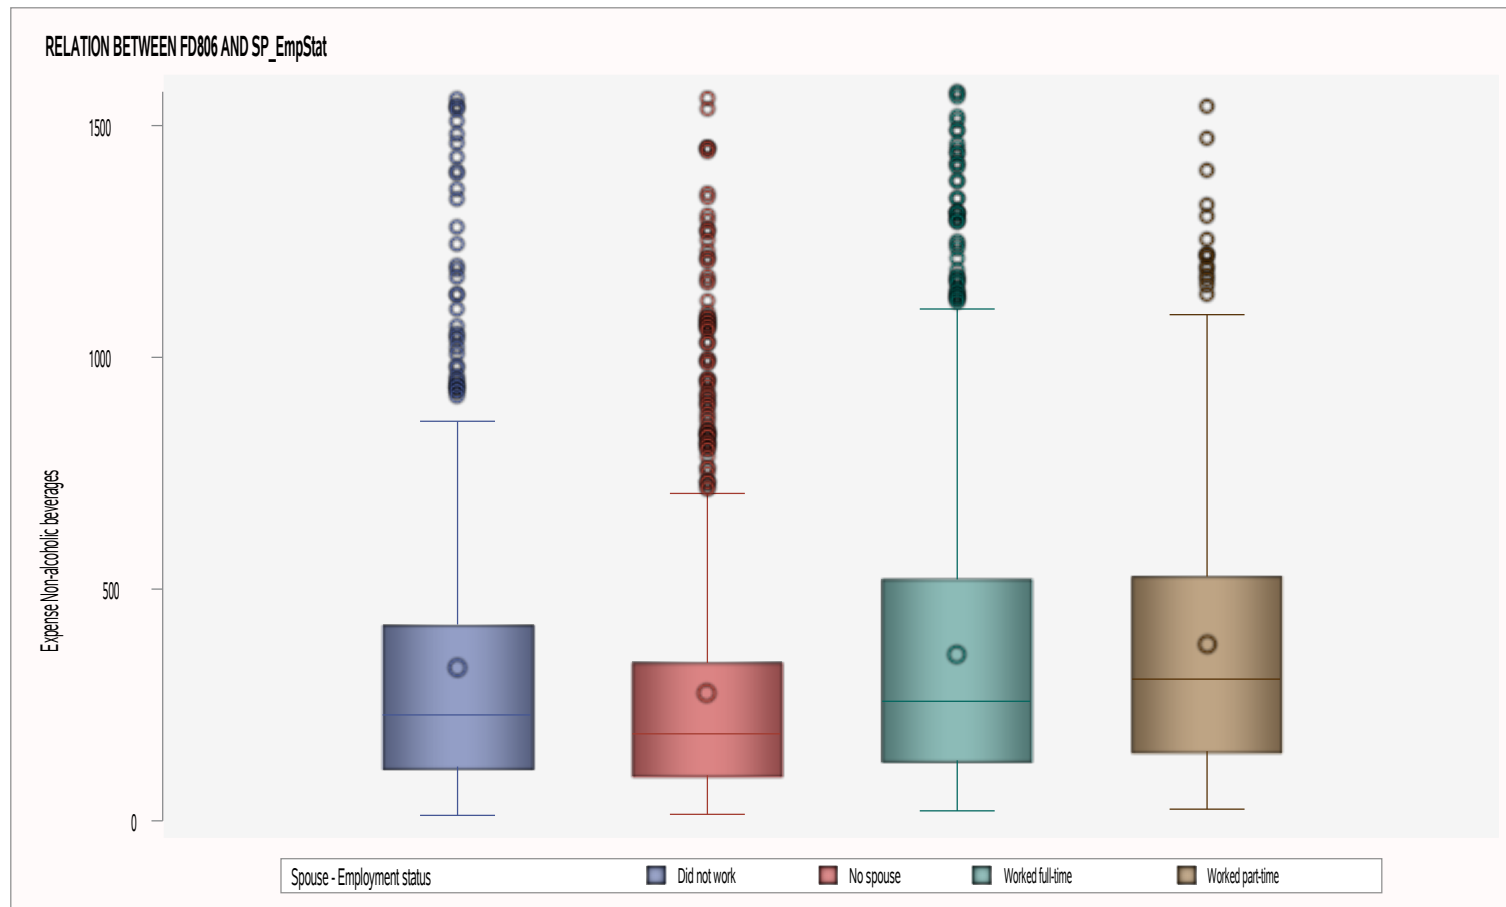 RELATION BETWEEN FD806 AND SP_EmpStat
1500
1000
500
0
Expense Non-alcoholic beverages
Spouse - Employment status
Did not work
No spouse
Worked full-time
Worked part-time